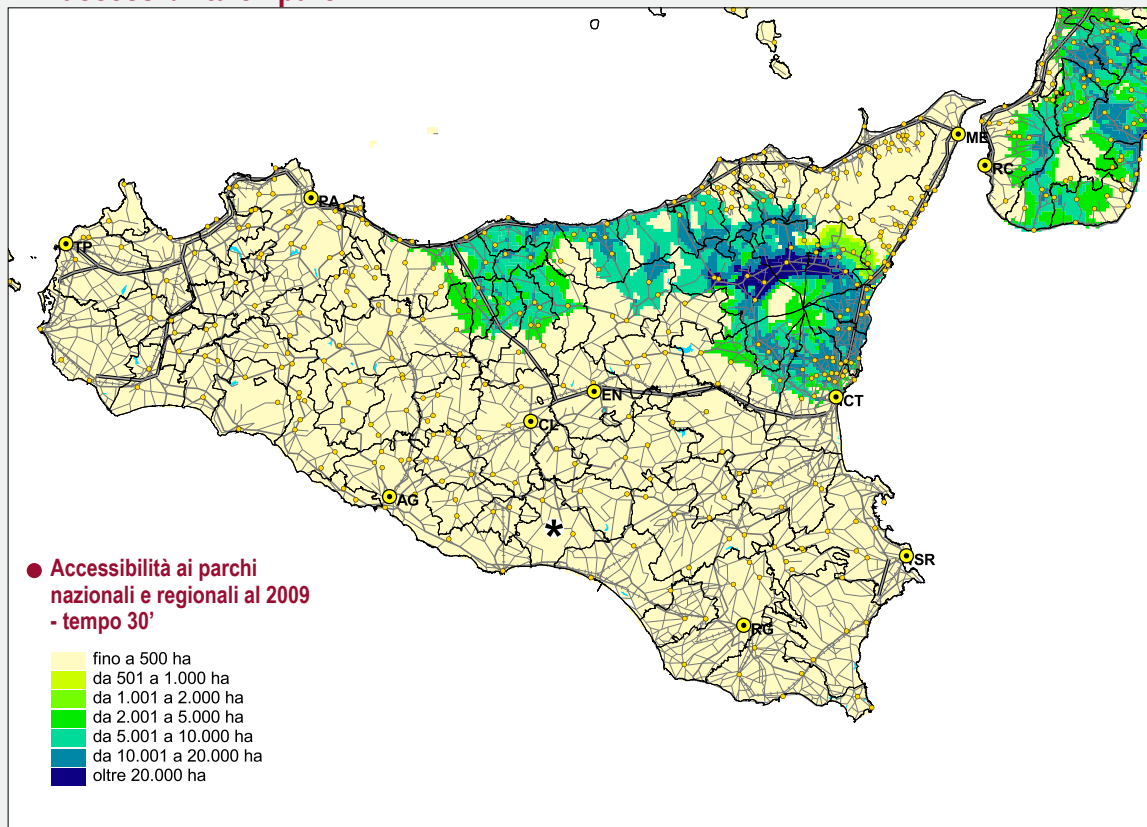 ME
RC
PA
TP
EN
CT
CL
AG
SR
RG
*
Accessibilità ai parchi
nazionali e regionali al 2009
- tempo 30’
fino a 500 ha
da 501 a 1.000 ha
da 1.001 a 2.000 ha
da 2.001 a 5.000 ha
da 5.001 a 10.000 ha
da 10.001 a 20.000 ha
oltre 20.000 ha